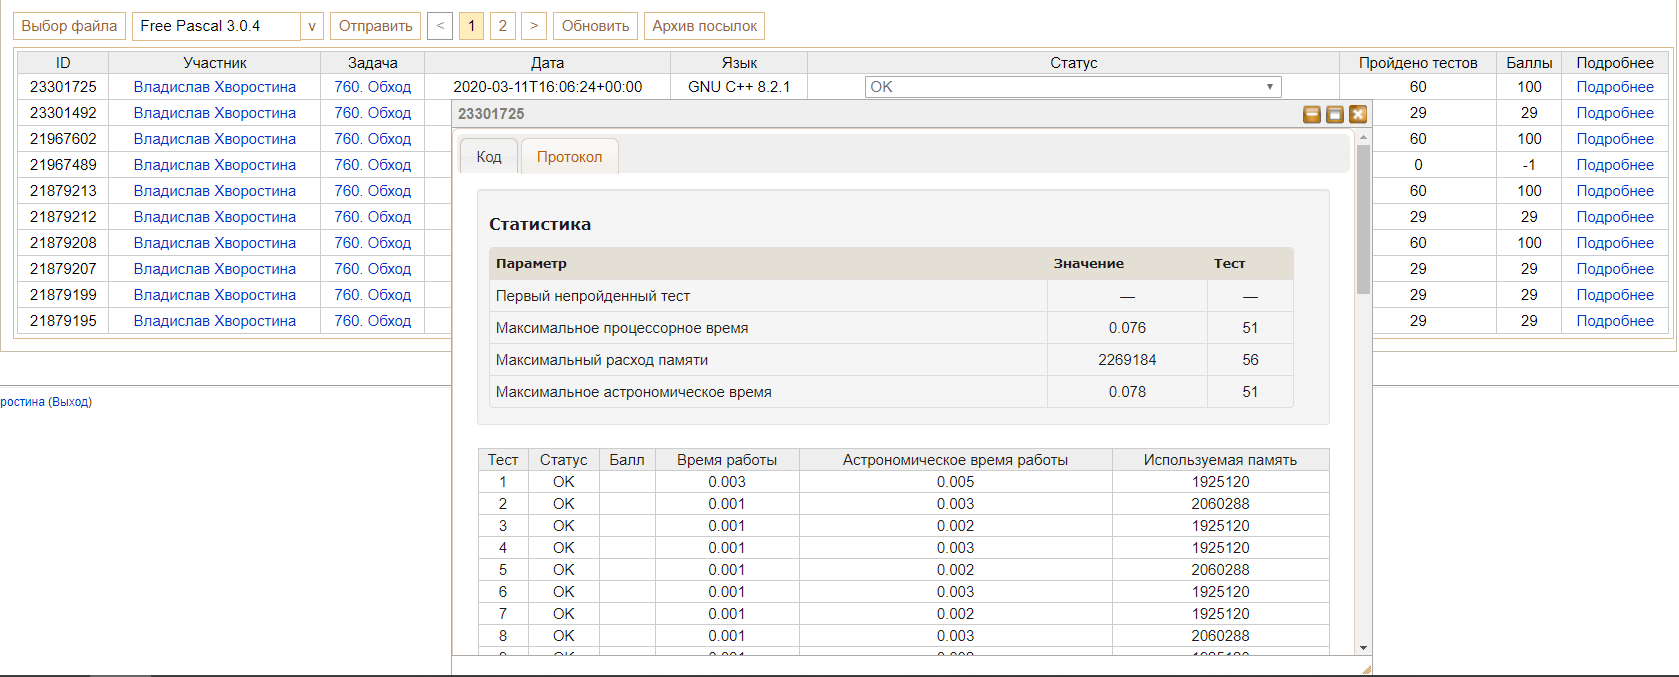 Выбор файла Free Pascal 3.0.4 v Отправить < 1 2 > Обновить Архив посылок
ID Участник Задача Дата Язык Статус Пройдено тестов Баллы Подробнее
23301725 Владислав Хворостина 760. Обход 2020-03-11T16:06:24+00:00 GNU C++ 8.2.1 OK 60 100 Подробнее
23301492 Владислав Хворостина 760. Обход 29 29 Подробнее
21967602 Владислав Хворостина 760. Обход 60 100 Подробнее
21967489 Владислав Хворостина 760. Обход 0 -1 Подробнее
21879213 Владислав Хворостина 760. Обход 60 100 Подробнее
21879212 Владислав Хворостина 760. Обход 29 29 Подробнее
21879208 Владислав Хворостина 760. Обход 60 100 Подробнее
21879207 Владислав Хворостина 760. Обход 29 29 Подробнее
21879199 Владислав Хворостина 760. Обход 29 29 Подробнее
21879195 Владислав Хворостина 760. Обход 29 29 Подробнее
ростина (Выход)
23301725
Код Протокол
Статистика
Параметр Значение Тест
Первый непройденный тест — —
Максимальное процессорное время 0.076 51
Максимальный расход памяти 2269184 56
Максимальное астрономическое время 0.078 51
Тест Статус Балл Время работы Астрономическое время работы Используемая память
1 OK 0.003 0.005 1925120
2 OK 0.001 0.003 2060288
3 OK 0.001 0.002 1925120
4 OK 0.001 0.003 1925120
5 OK 0.001 0.002 2060288
6 OK 0.001 0.003 1925120
7 OK 0.001 0.002 1925120
8 OK 0.001 0.003 2060288